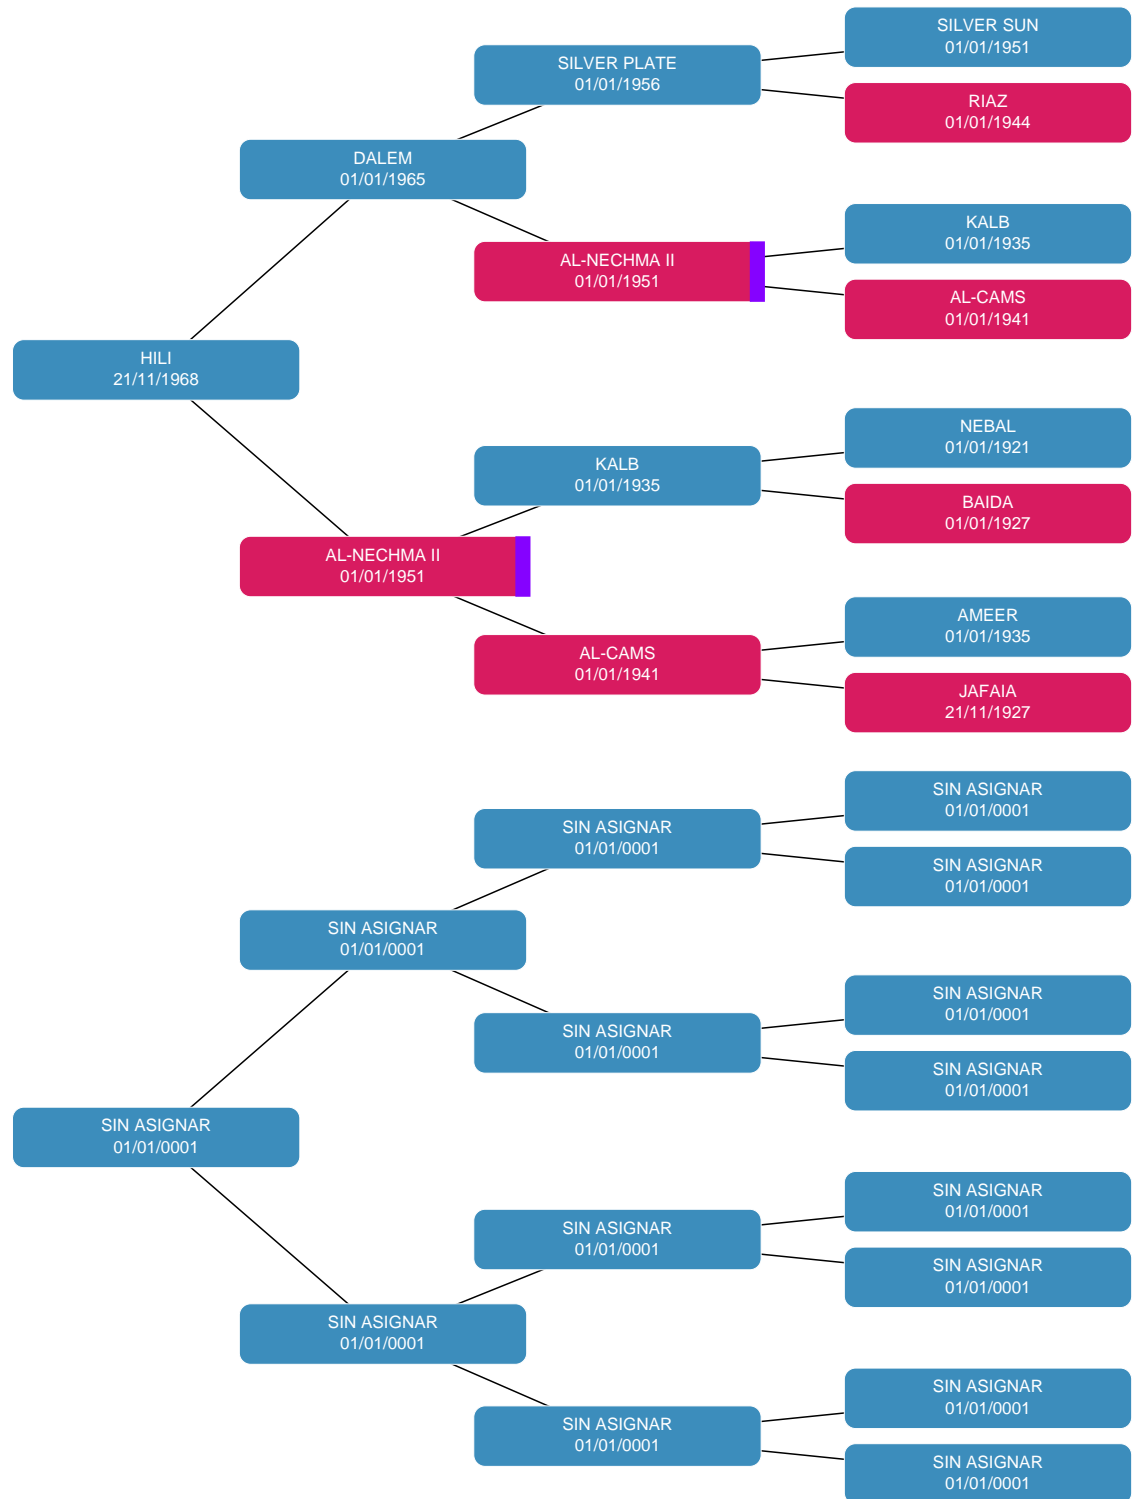 SILVER SUN
01/01/1951
SILVER PLATE
01/01/1956
RIAZ
01/01/1944
DALEM
01/01/1965
KALB
01/01/1935
AL-NECHMA II
01/01/1951
AL-CAMS
01/01/1941
HILI
21/11/1968
NEBAL
01/01/1921
KALB
01/01/1935
BAIDA
01/01/1927
AL-NECHMA II
01/01/1951
AMEER
01/01/1935
AL-CAMS
01/01/1941
JAFAIA
21/11/1927
SIN ASIGNAR
01/01/0001
SIN ASIGNAR
01/01/0001
SIN ASIGNAR
01/01/0001
SIN ASIGNAR
01/01/0001
SIN ASIGNAR
01/01/0001
SIN ASIGNAR
01/01/0001
SIN ASIGNAR
01/01/0001
SIN ASIGNAR
01/01/0001
SIN ASIGNAR
01/01/0001
SIN ASIGNAR
01/01/0001
SIN ASIGNAR
01/01/0001
SIN ASIGNAR
01/01/0001
SIN ASIGNAR
01/01/0001
SIN ASIGNAR
01/01/0001
SIN ASIGNAR
01/01/0001